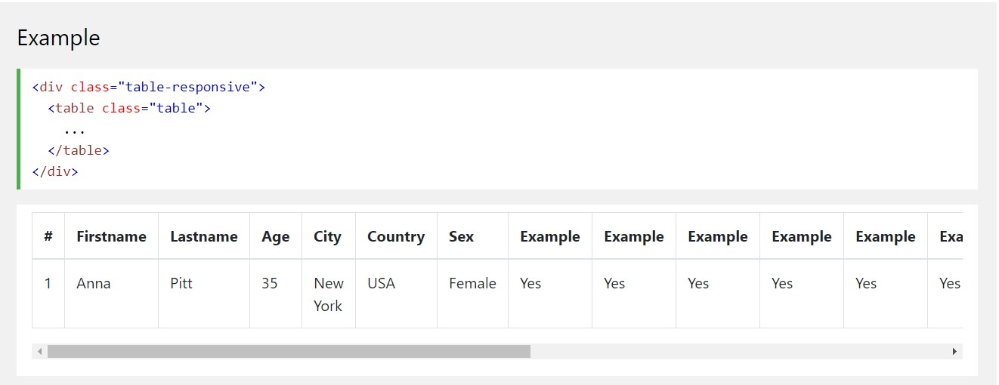 Example
<div class="table-responsive">
  <table class="table">
    ...
  </table>
</div>
# Firstname Lastname Age City Country Sex Example Example Example Example Example Exa
1 Anna Pitt 35 New York USA Female Yes Yes Yes Yes Yes Yes